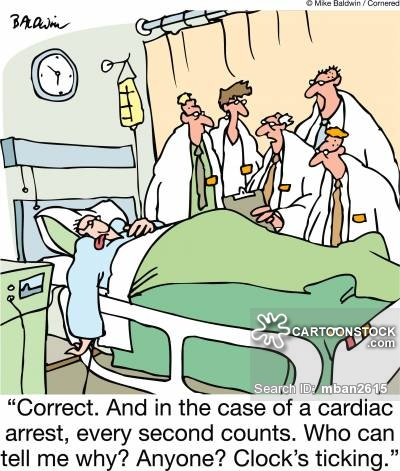 © Mike Baldwin / Cornered
BALDWIN
CARTOONSTOCK
.com
Search ID: mban2615
“Correct. And in the case of a cardiac
arrest, every second counts. Who can
tell me why? Anyone? Clock’s ticking.”